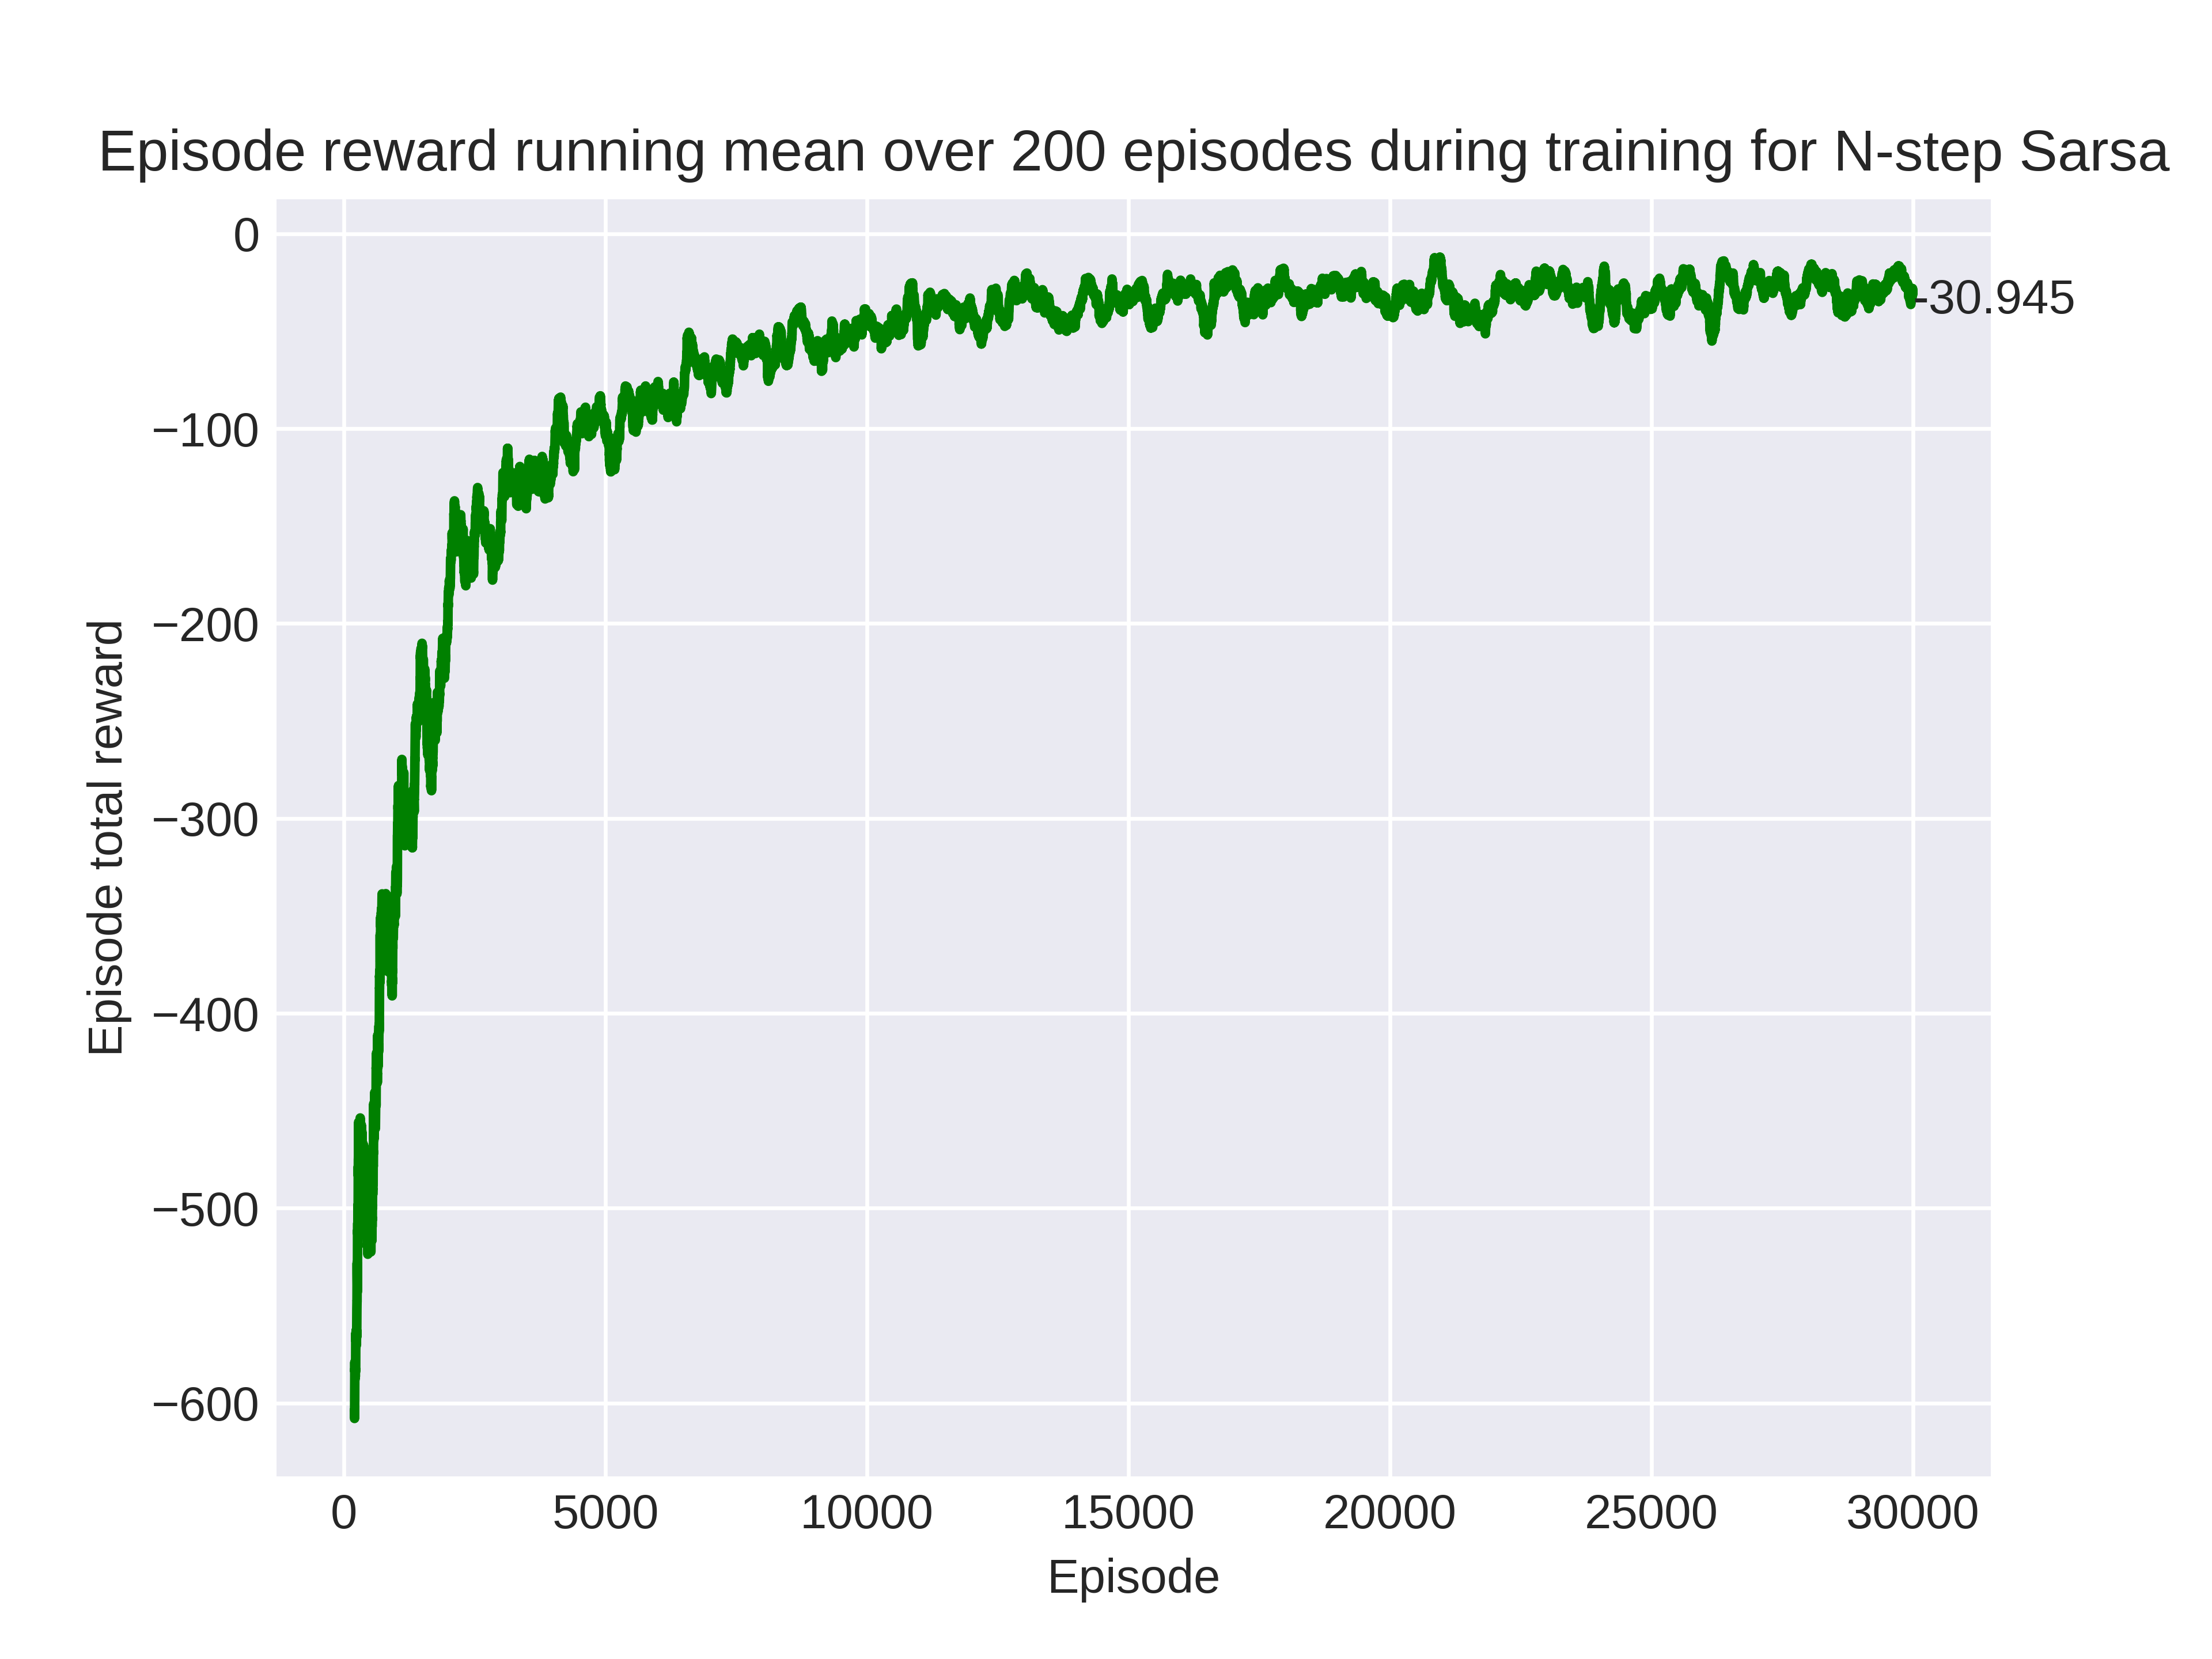 Episode reward running mean over 200 episodes during training for N-step Sarsa
0
−100
−200
−300
−400
−500
−600
Episode total reward
-30.945
0 5000 10000 15000 20000 25000 30000
Episode